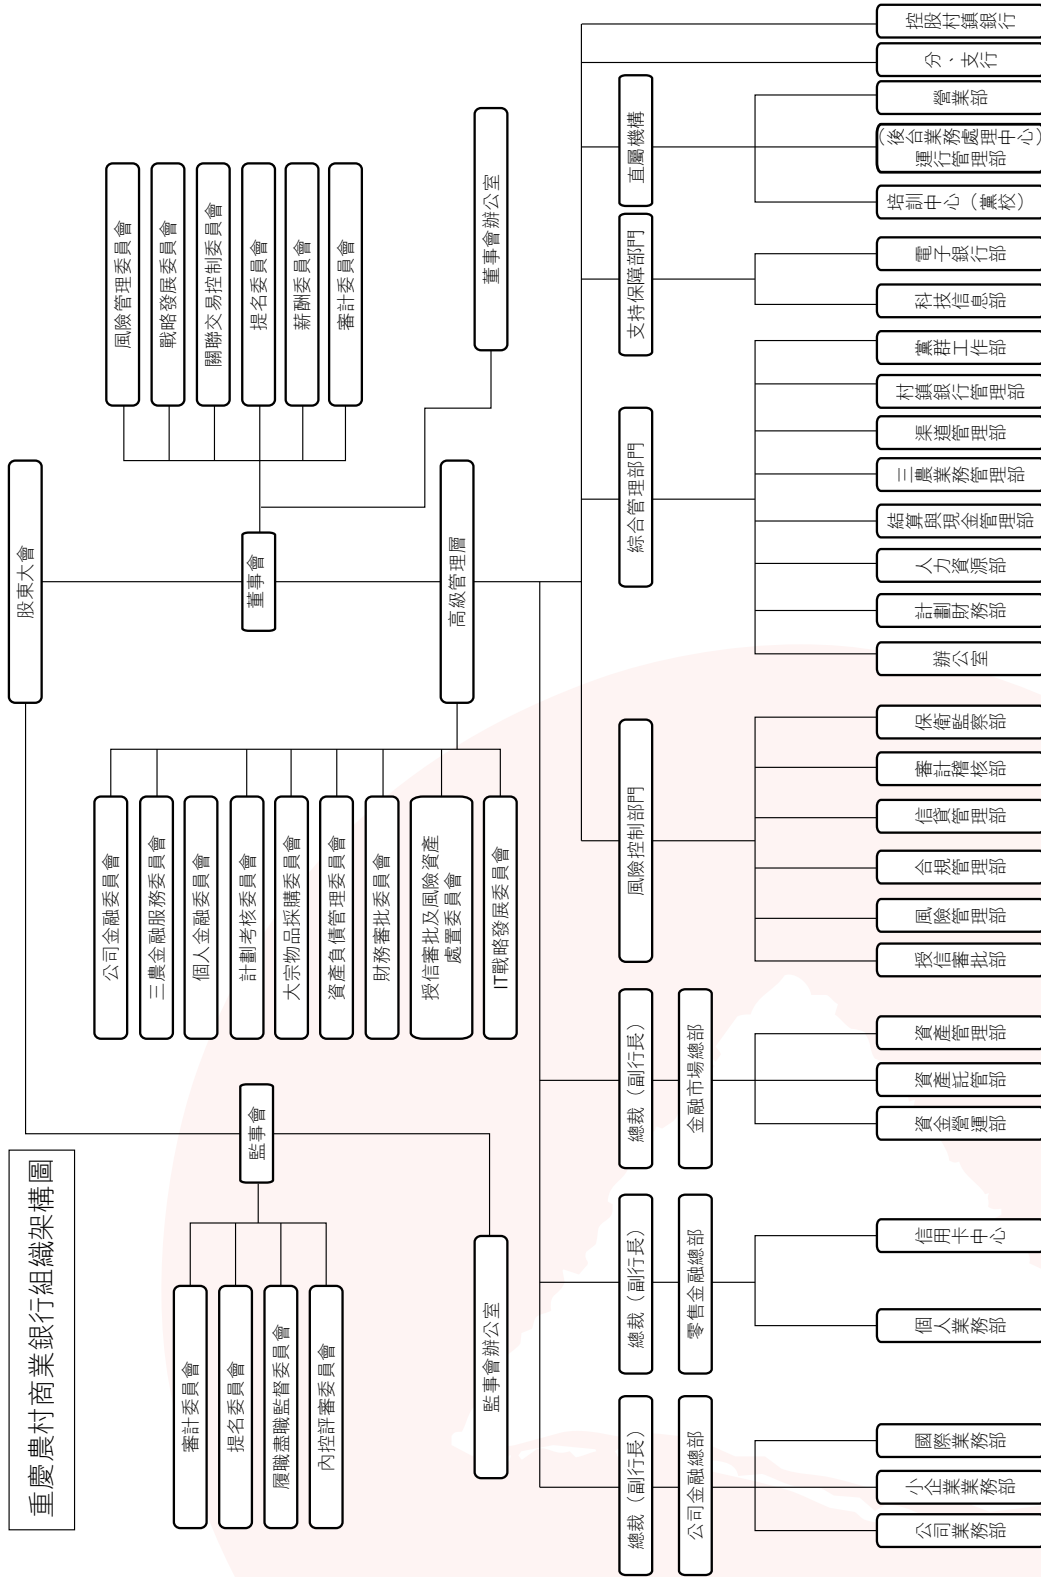 重慶農村商業銀行組織架構圖
股東大會
監事會
審計委員會
提名委員會
履職盡職監督委員會
內控評審委員會
監事會辦公室
董事會
風險管理委員會
戰略發展委員會
關聯交易控制委員會
提名委員會
薪酬委員會
審計委員會
董事會辦公室
高級管理層
公司金融委員會
三農金融服務委員會
個人金融委員會
計劃考核委員會
大宗物品採購委員會
資產負債管理委員會
財務審批委員會
授信審批及風險資產
處置委員會
IT戰略發展委員會
總裁（副行長）
公司金融總部
公司業務部
小企業業務部
國際業務部
總裁（副行長）
零售金融總部
個人業務部
信用卡中心
總裁（副行長）
金融市場總部
資金營運部
資產託管部
資產管理部
風險控制部門
授信審批部
風險管理部
合規管理部
信貸管理部
審計稽核部
保衛監察部
綜合管理部門
辦公室
計劃財務部
人力資源部
結算與現金管理部
三農業務管理部
渠道管理部
村鎮銀行管理部
黨群工作部
支持保障部門
科技信息部
電子銀行部
直屬機構
培訓中心（黨校）
運行管理部
（後台業務處理中心）
營業部
分、支行
控股村鎮銀行